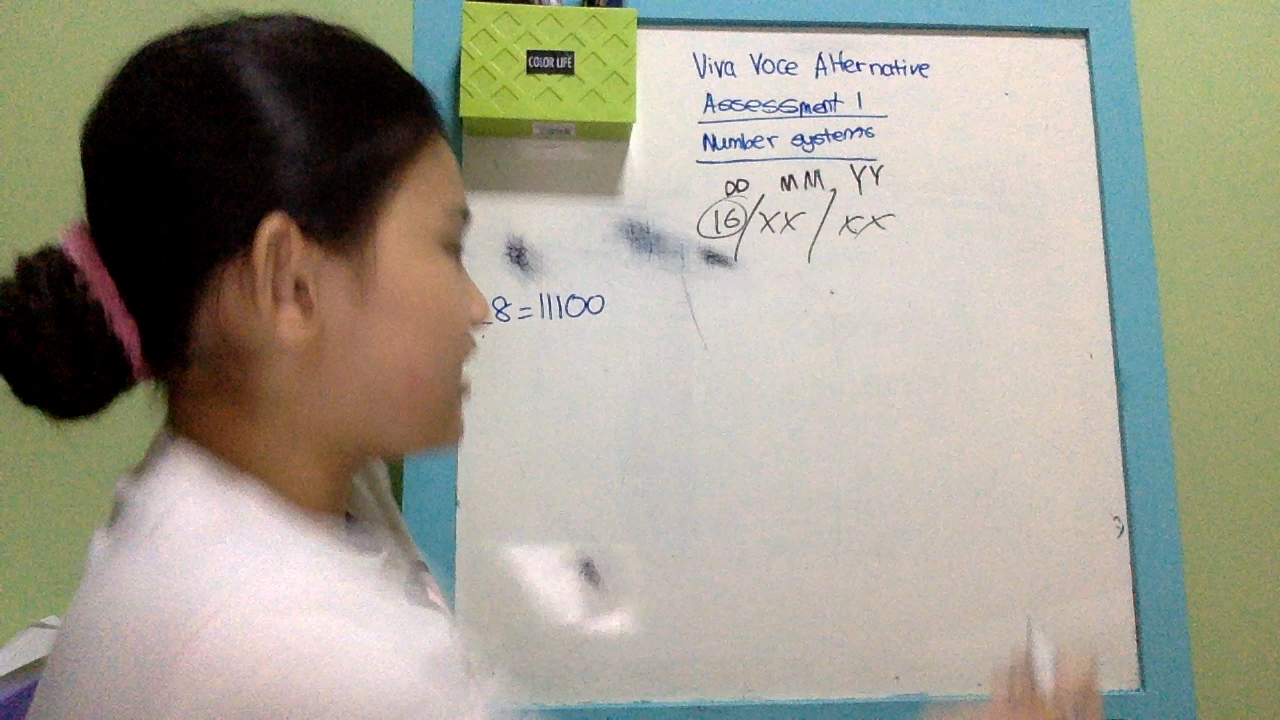 COLOR LIFE
Viva Voce Alternative
Assessment 1
Number systems
DD MM YY
16/XX/XX
8=11100